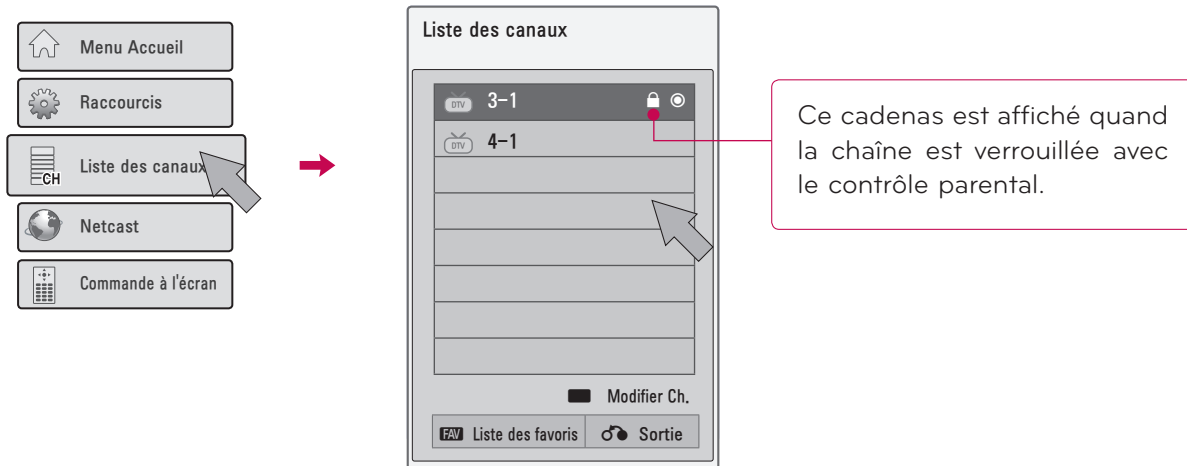 Menu Accueil
Raccourcis
CH
Liste des canaux
Netcast
Commande à l'écran
Liste des canaux
DTV 3-1
DTV 4-1
Modifier Ch.
FAV Liste des favoris Sortie
Ce cadenas est affiché quand
la chaîne est verrouillée avec
le contrôle parental.